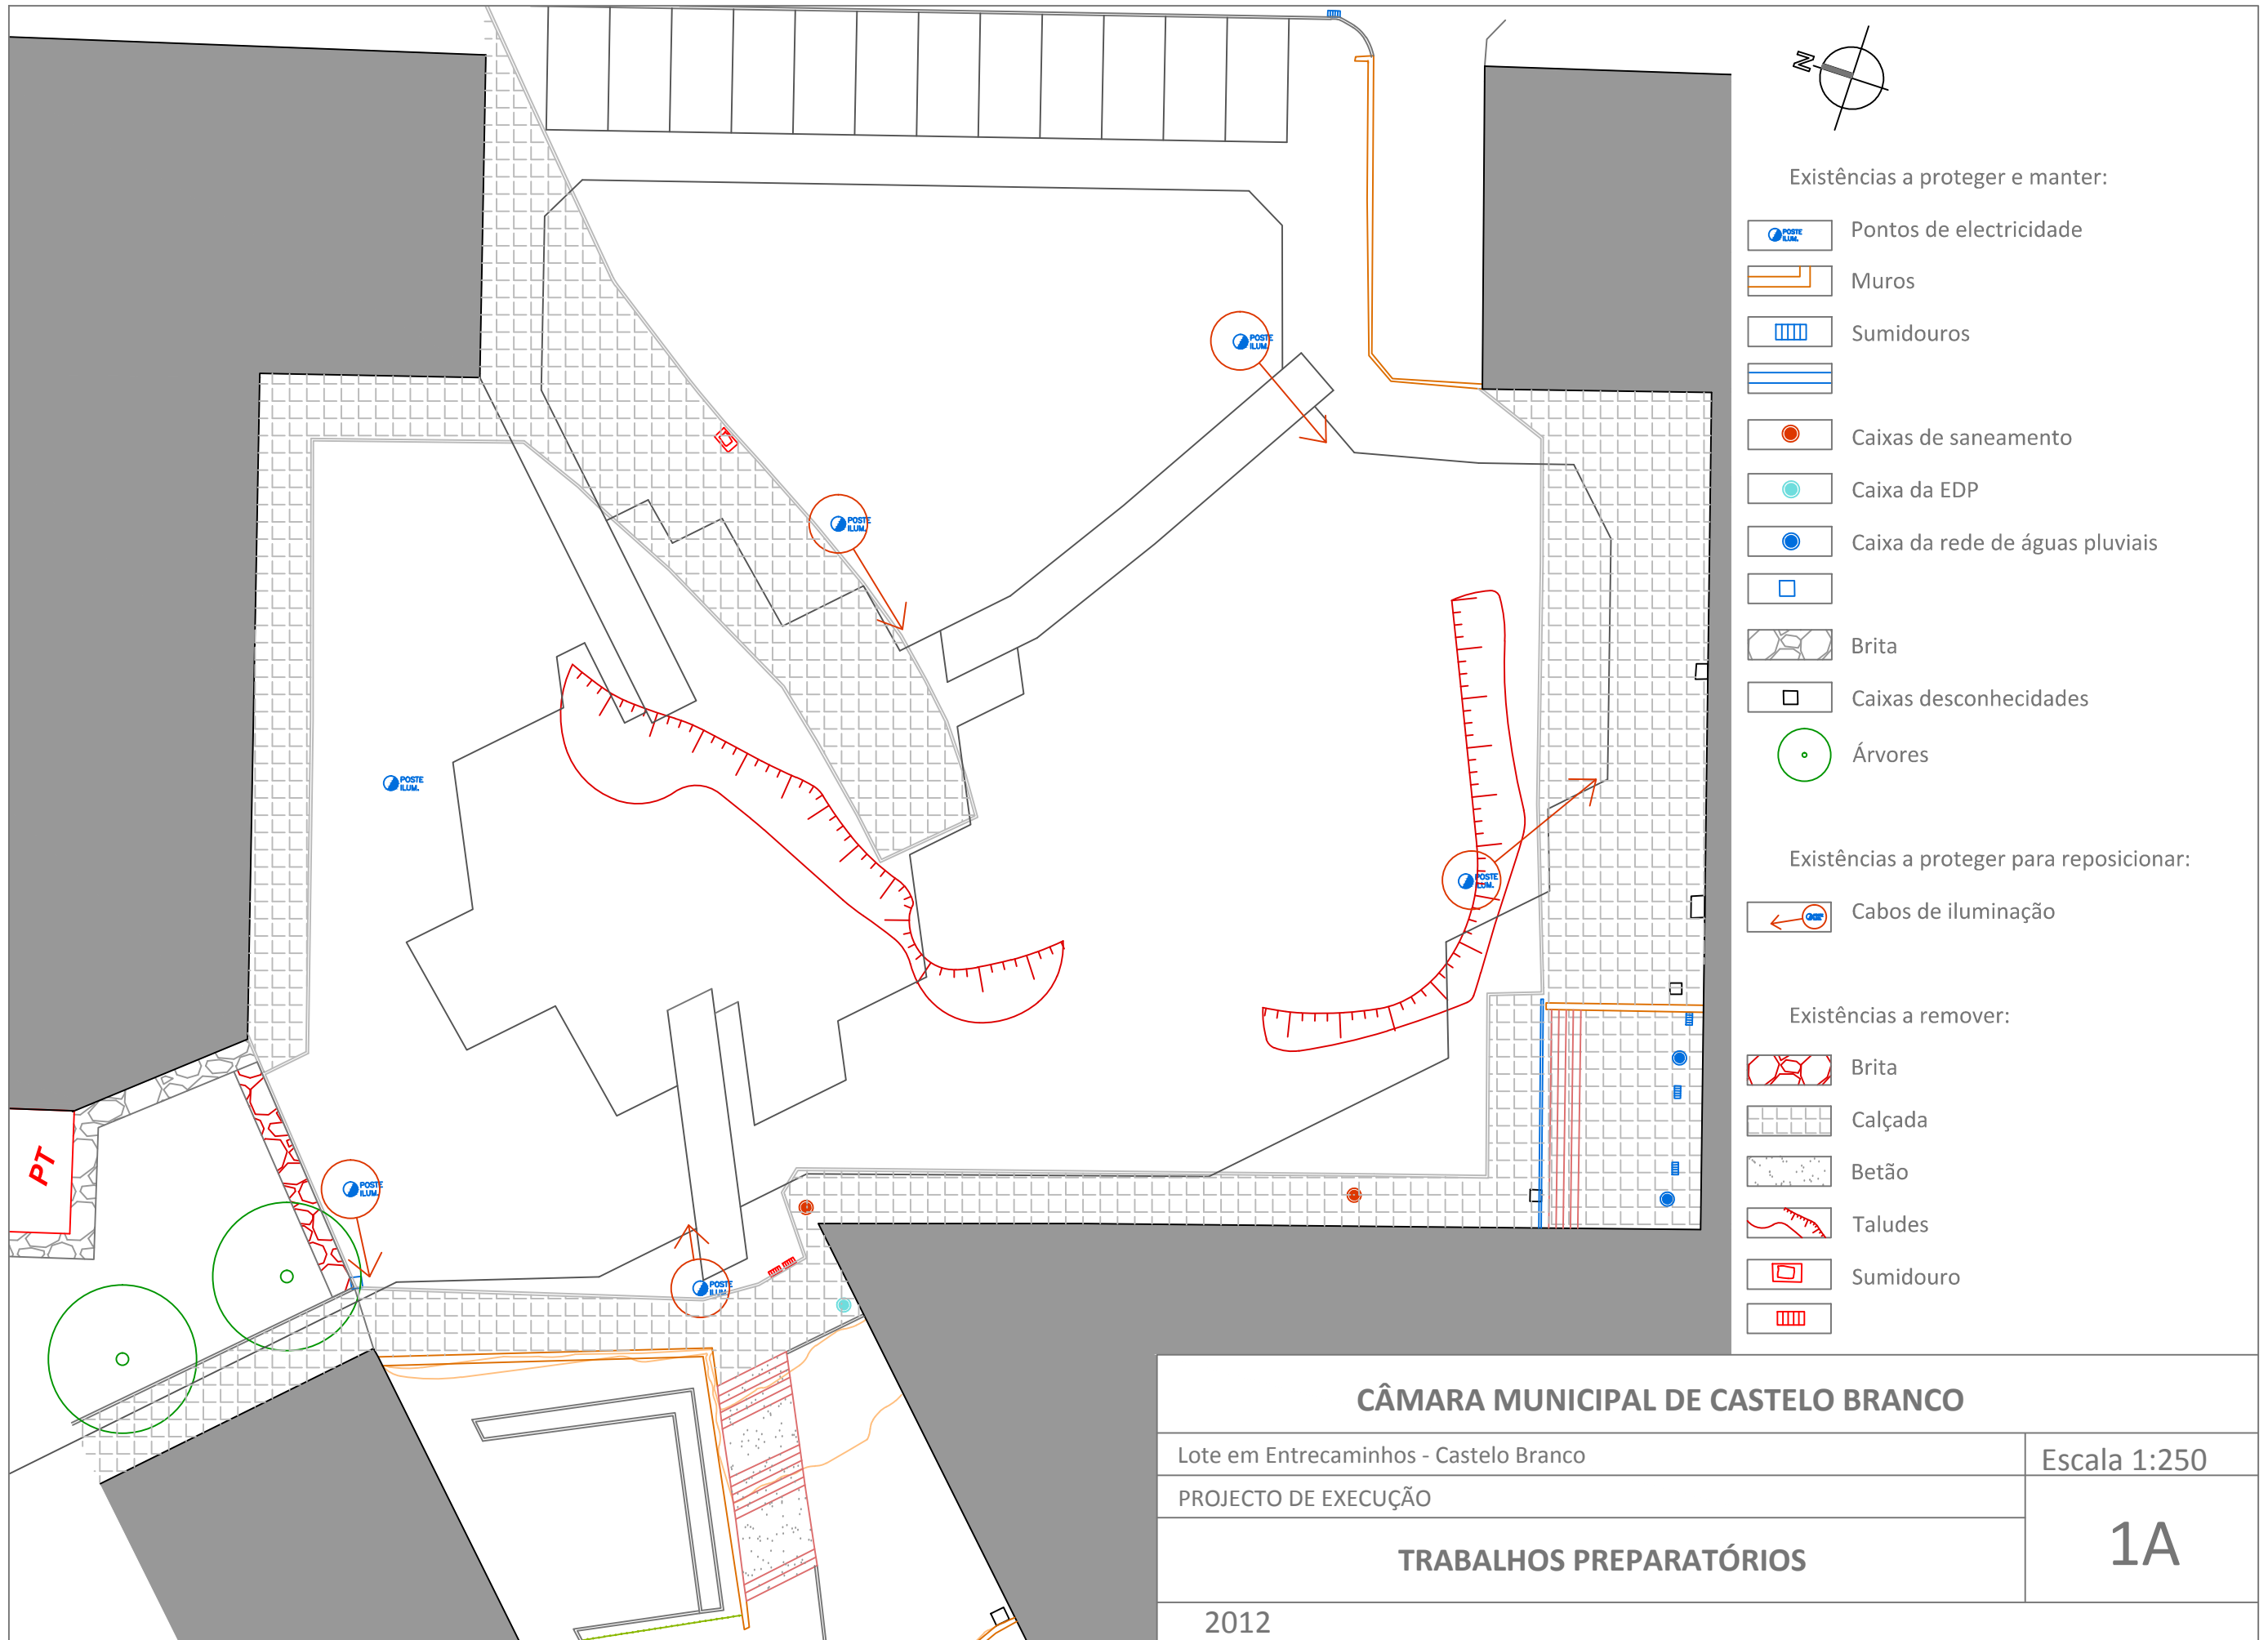 N
Existências a proteger e manter:
POSTE
ILUM.
Pontos de electricidade
Muros
Sumidouros
Caixas de saneamento
Caixa da EDP
Caixa da rede de águas pluviais
Brita
Caixas desconhecidades
Árvores
Existências a proteger para reposicionar:
Cabos de iluminação
Existências a remover:
Brita
Calçada
Betão
Taludes
Sumidouro
POSTE
ILUM.
POSTE
ILUM.
POSTE
ILUM.
POSTE
ILUM.
PT
POSTE
ILUM.
POSTE
ILUM.
CÂMARA MUNICIPAL DE CASTELO BRANCO
Lote em Entrecaminhos - Castelo Branco
Escala 1:250
PROJECTO DE EXECUÇÃO
TRABALHOS PREPARATÓRIOS
1A
2012